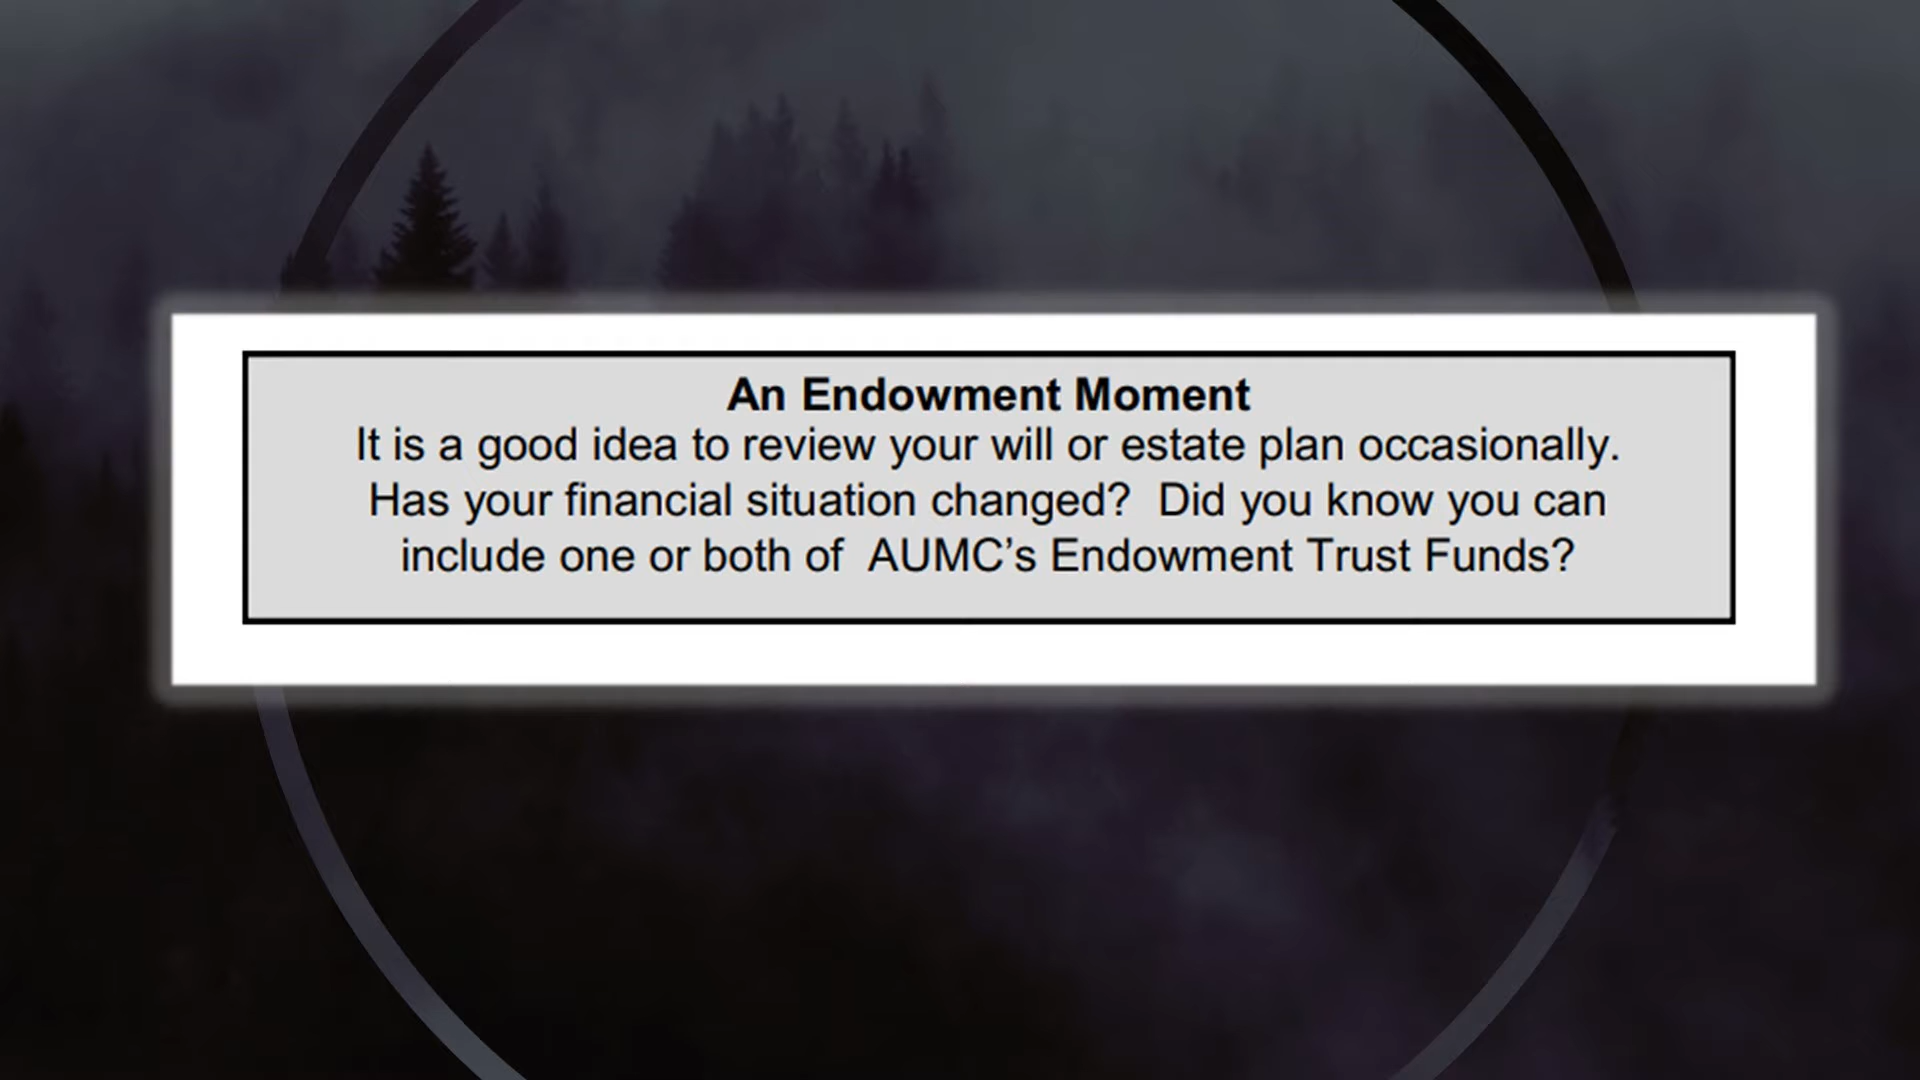 An Endowment Moment
It is a good idea to review your will or estate plan occasionally.
Has your financial situation changed?  Did you know you can
include one or both of  AUMC’s Endowment Trust Funds?